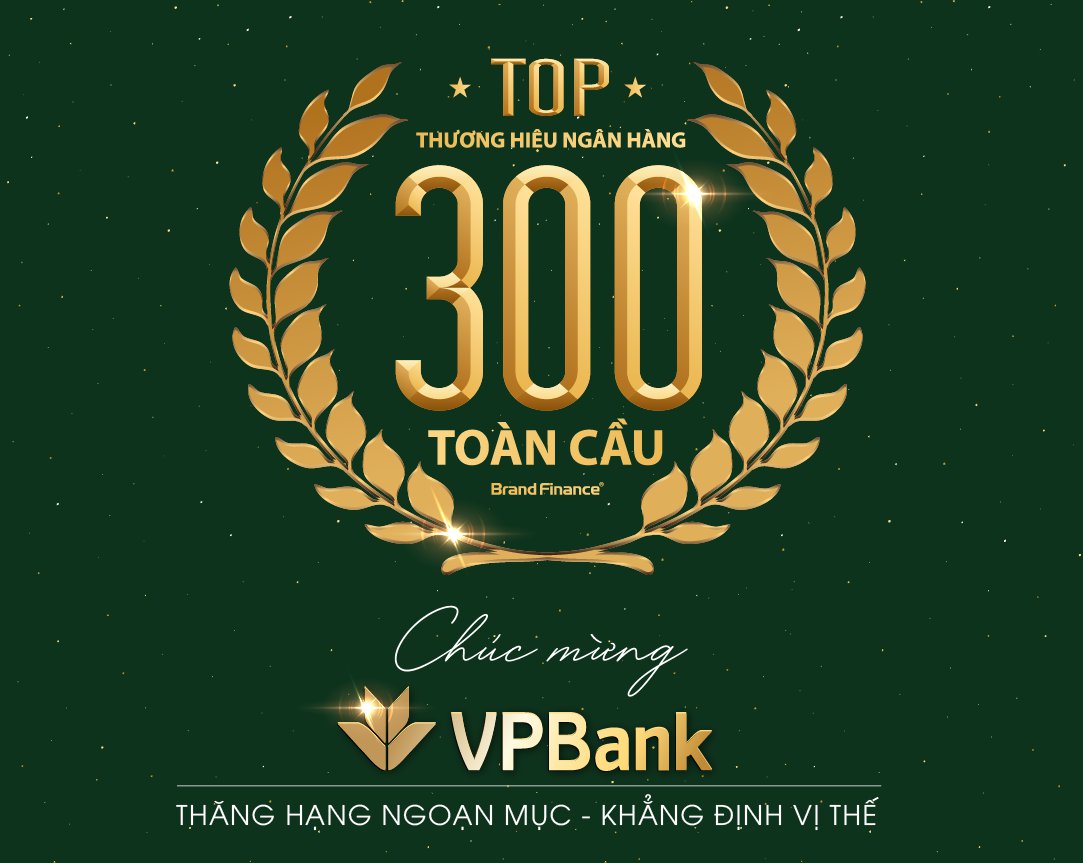 TOP
THƯƠNG HIỆU NGÂN HÀNG
300
TOÀN CẦU
Brand Finance®
Chúc mừng
VPBank
THĂNG HẠNG NGOẠN MỤC - KHẲNG ĐỊNH VỊ THẾ